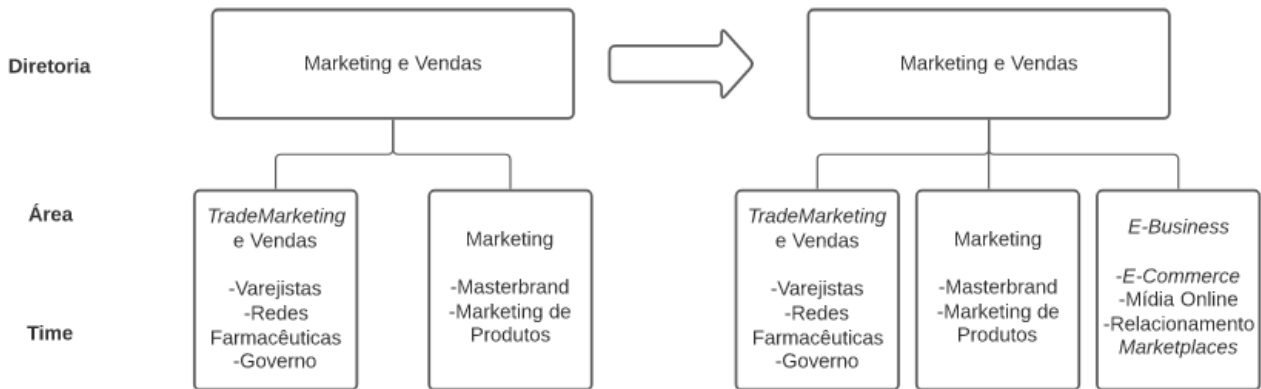 Diretoria
Marketing e Vendas
Marketing e Vendas
Área
Time
TradeMarketing
e Vendas
-Varejistas
-Redes
Farmacêuticas
-Governo
Marketing
-Masterbrand
-Marketing de
Produtos
TradeMarketing
e Vendas
-Varejistas
-Redes
Farmacêuticas
-Governo
Marketing
-Masterbrand
-Marketing de
Produtos
E-Business
-E-Commerce
-Mídia Online
-Relacionamento
Marketplaces